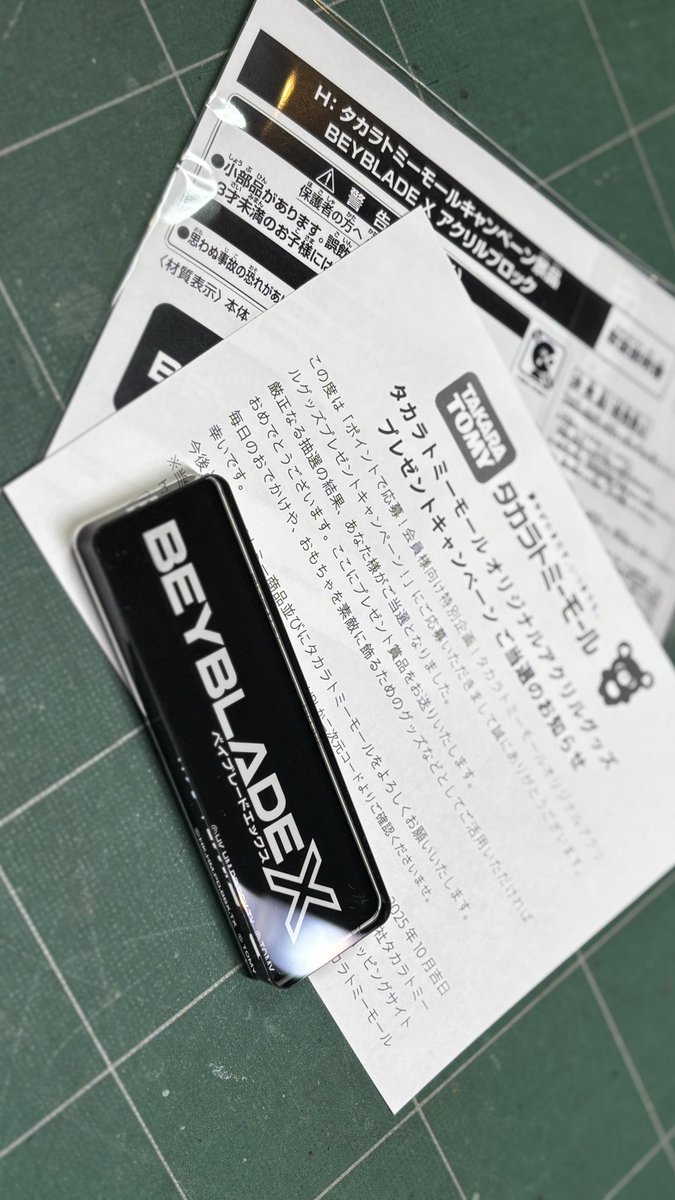 H: タカラトミーモールキャンペーン景品
BEYBLADE X アクリルブロック
警告
保護者の方へ
●小部品があります。誤飲
3才未満のお子様には
●思わぬ事故の恐れがあ
〈材質表示〉本体
TAKARA
TOMY
タカラトミーモール
タカラトミーモール オリジナルアクリルグッズ
プレゼントキャンペーン ご当選のお知らせ
この度は「ポイントで応募!会員様向け特別企画!タカラトミーモールオリジナルアクリ
ルグッズプレゼントキャンペーン!」にご応募いただきまして誠にありがとうございます。
厳正なる抽選の結果、あなた様がご当選となりました。
おめでとうございます。ここにプレゼント賞品をお送りいたします。
毎日のおでかけや、おもちゃを素敵に飾るためのグッズなどとしてご活用いただければ
幸いです。
今後
商品並びにタカラトミーモールをよろしくお願いいたします。
二次元コードよりご確認くださいませ。
2025年10月吉日
社タカラトミー
ッピングサイト
カラトミーモール
BEYBLADE X
ベイブレードエックス